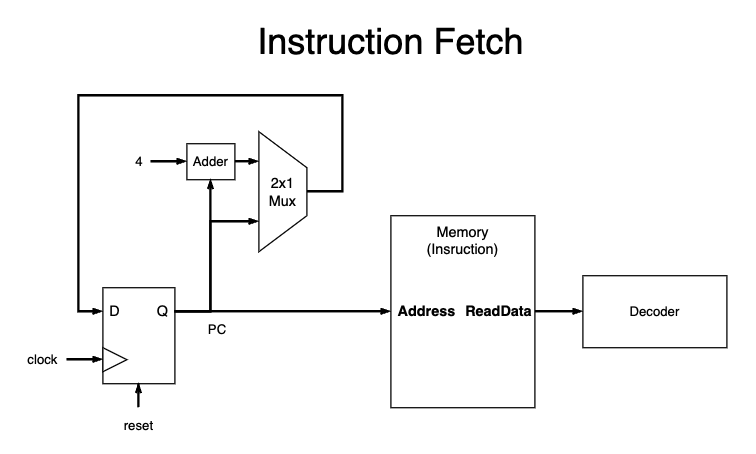 Instruction Fetch
4
Adder
2x1
Mux
Memory
(Insruction)
D
Q
Address
ReadData
Decoder
PC
clock
reset